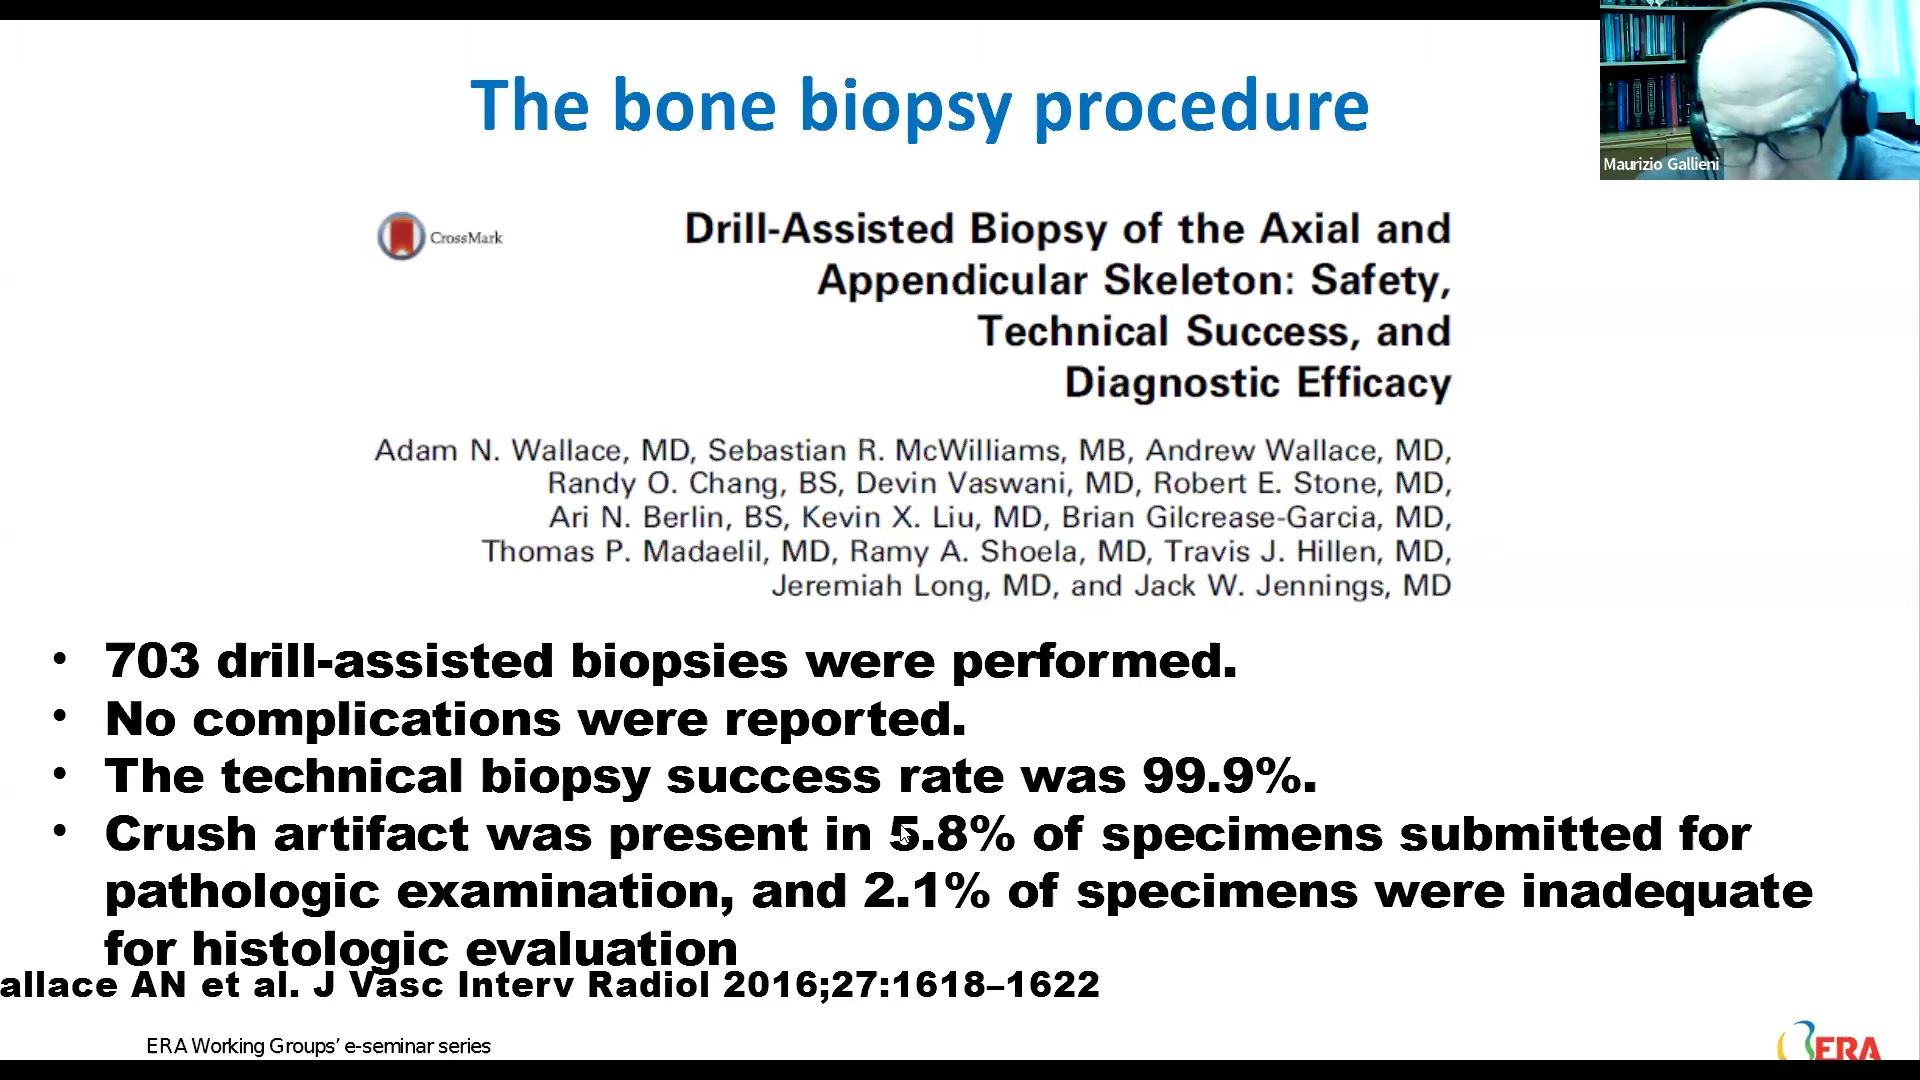 The bone biopsy procedure
Maurizio Gallieni
CrossMark
Drill-Assisted Biopsy of the Axial and
Appendicular Skeleton: Safety,
Technical Success, and
Diagnostic Efficacy
Adam N. Wallace, MD, Sebastian R. McWilliams, MB, Andrew Wallace, MD,
Randy O. Chang, BS, Devin Vaswani, MD, Robert E. Stone, MD,
Ari N. Berlin, BS, Kevin X. Liu, MD, Brian Gilcrease-Garcia, MD,
Thomas P. Madaelil, MD, Ramy A. Shoela, MD, Travis J. Hillen, MD,
Jeremiah Long, MD, and Jack W. Jennings, MD
• 703 drill-assisted biopsies were performed.
• No complications were reported.
• The technical biopsy success rate was 99.9%.
• Crush artifact was present in 5.8% of specimens submitted for
pathologic examination, and 2.1% of specimens were inadequate
for histologic evaluation
allace AN et al. J Vasc Interv Radiol 2016;27:1618–1622
ERA Working Groups’ e-seminar series
ERA